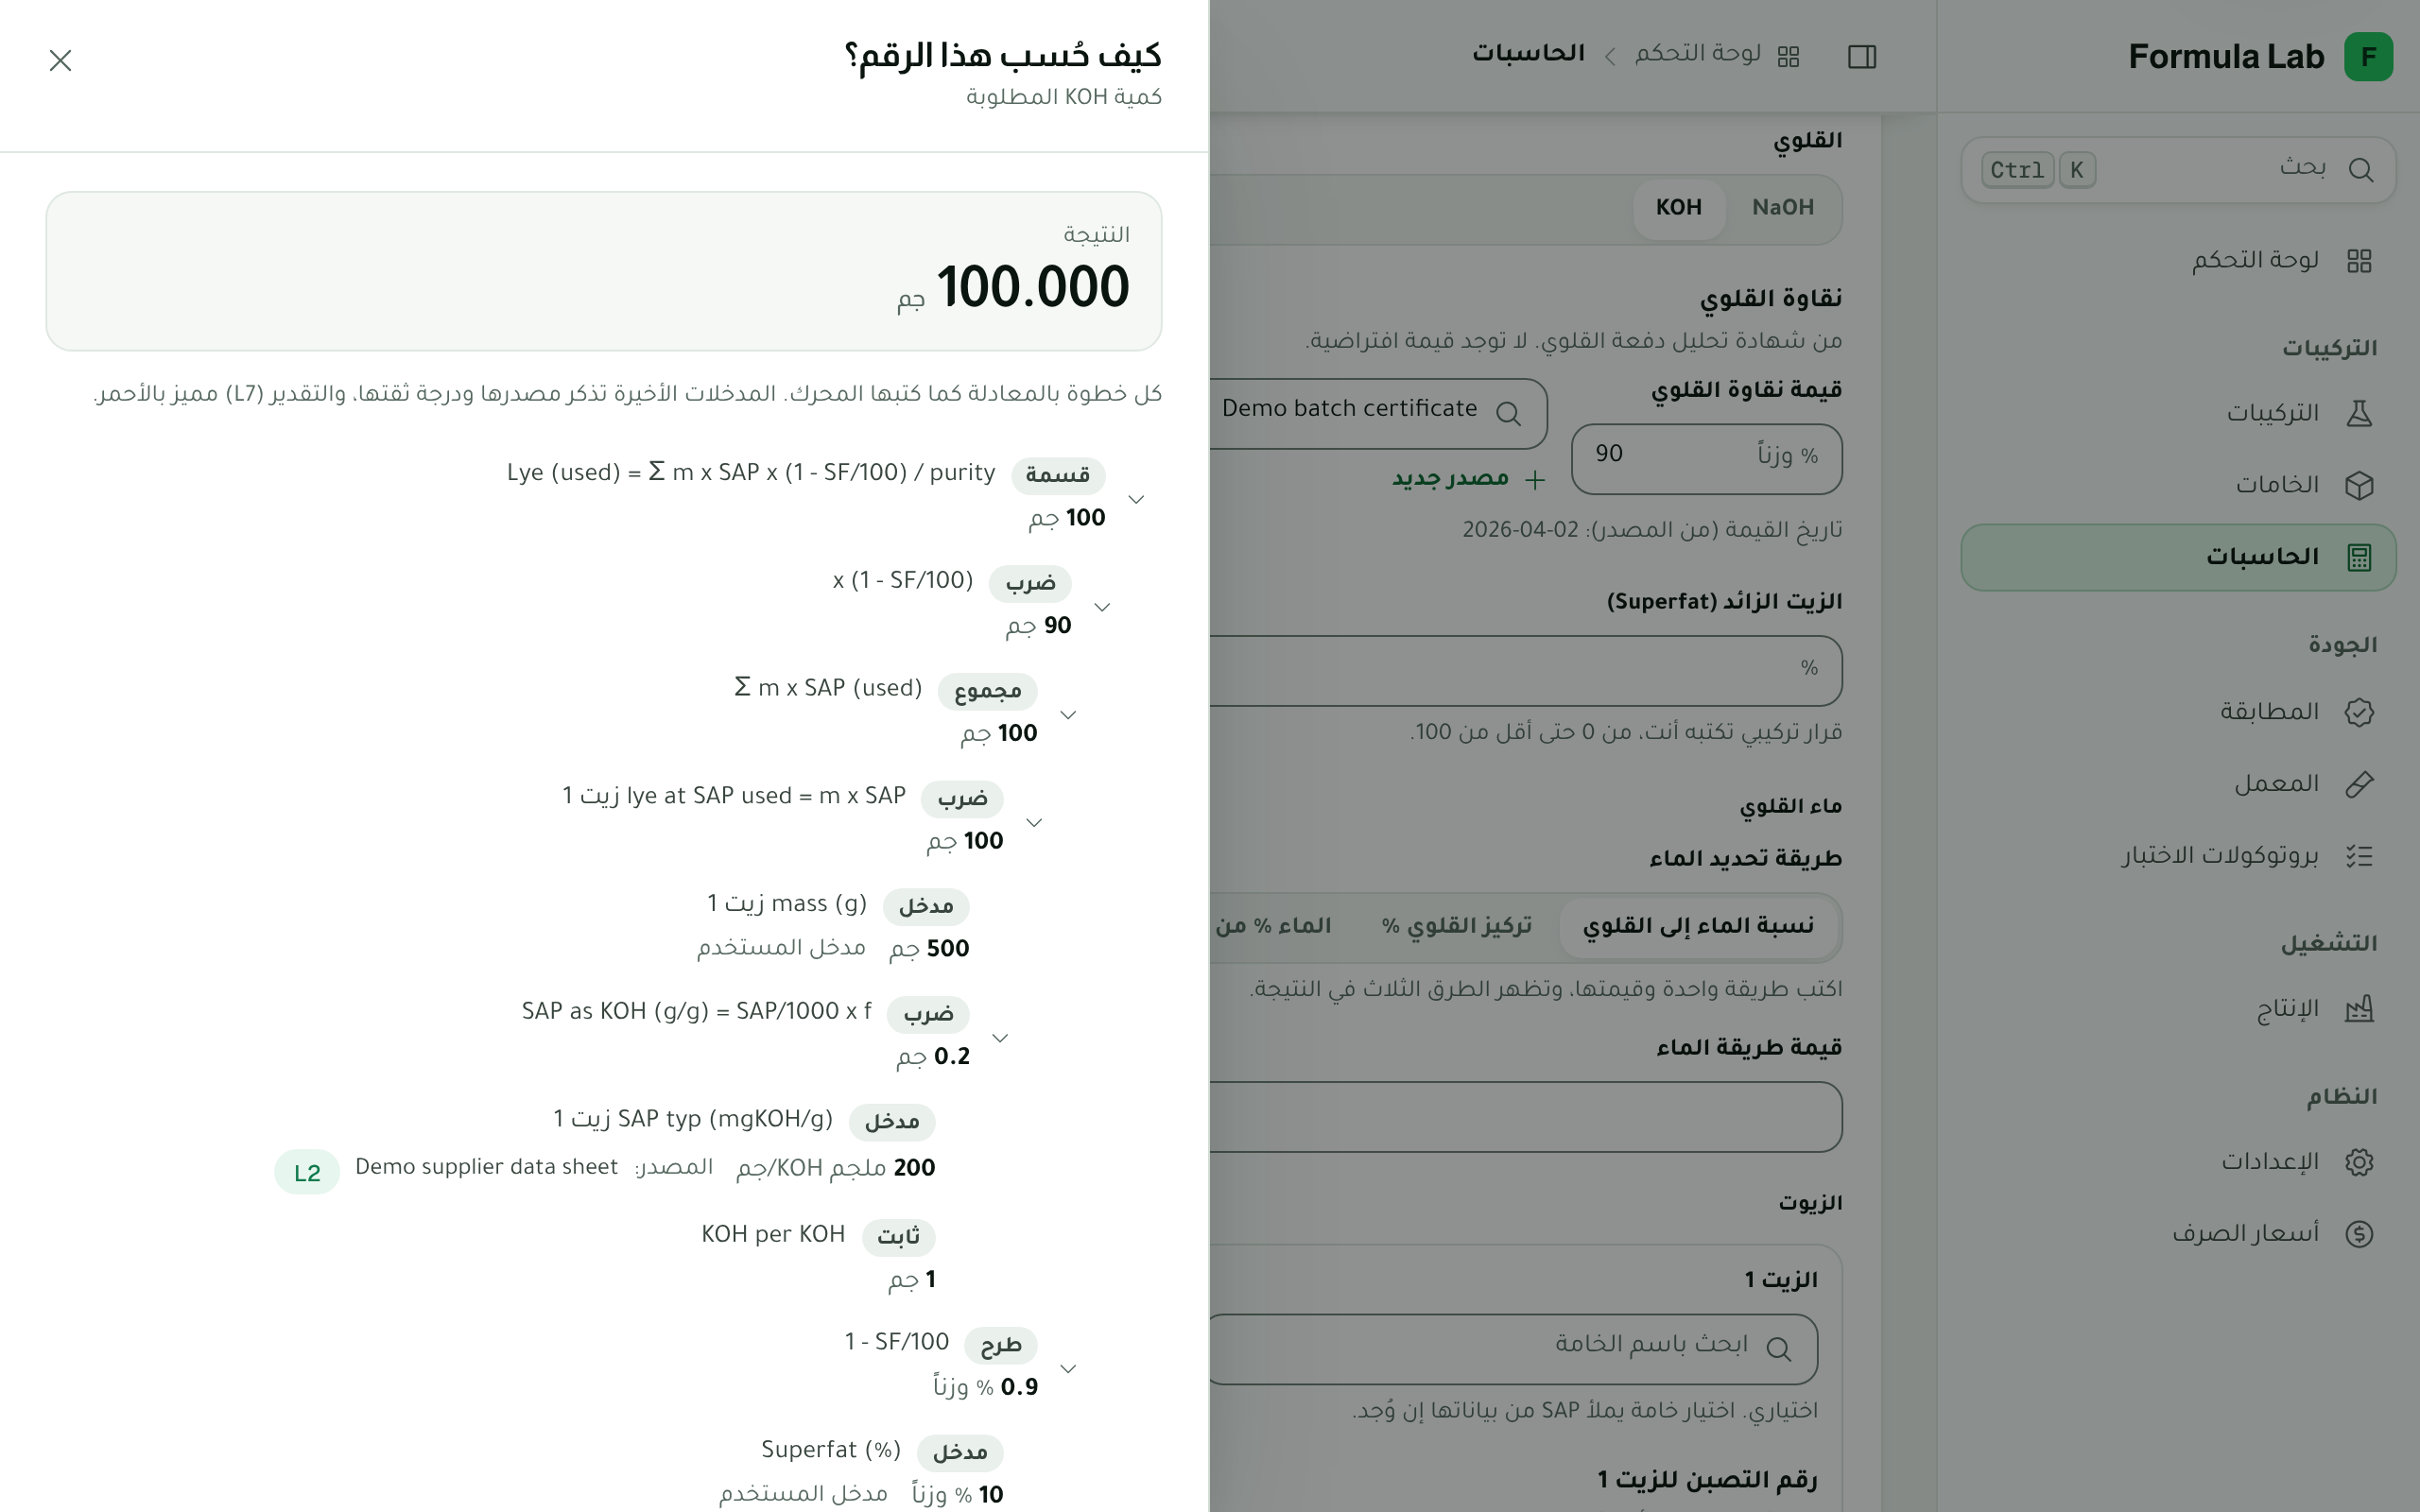 Formula Lab
F
بحث
Ctrl K
لوحة التحكم
التركيبات
التركيبات
الخامات
الحاسبات
الجودة
المطابقة
المعمل
بروتوكولات الاختبار
التشغيل
الإنتاج
النظام
الإعدادات
أسعار الصرف
لوحة التحكم
الحاسبات
القلوي
NaOH
KOH
نقاوة القلوي
من شهادة تحليل دفعة القلوي. لا توجد قيمة افتراضية.
قيمة نقاوة القلوي
% وزناً 90
Demo batch certificate
مصدر جديد
تاريخ القيمة (من المصدر): 2026-04-02
الزيت الزائد (Superfat)
%
قرار تركيبي تكتبه أنت، من 0 حتى أقل من 100.
ماء القلوي
طريقة تحديد الماء
نسبة الماء إلى القلوي
تركيز القلوي %
الماء % من
اكتب طريقة واحدة وقيمتها، وتظهر الطرق الثلاث في النتيجة.
قيمة طريقة الماء
الزيوت
الزيت 1
ابحث باسم الخامة
اختياري. اختيار خامة يملأ SAP من بياناتها إن وُجد.
رقم التصبن للزيت 1
كيف حُسب هذا الرقم؟
كمية KOH المطلوبة
النتيجة
100.000 جم
كل خطوة بالمعادلة كما كتبها المحرك. المدخلات الأخيرة تذكر مصدرها ودرجة ثقتها، والتقدير (L7) مميز بالأحمر.
قسمة Lye (used) = Σ m x SAP x (1 - SF/100) / purity
100 جم
ضرب x (1 - SF/100)
90 جم
مجموع Σ m x SAP (used)
100 جم
ضرب lye at SAP used = m x SAP زيت 1
100 جم
مدخل mass (g) زيت 1
500 جم مدخل المستخدم
ضرب SAP as KOH (g/g) = SAP/1000 x f
0.2 جم
مدخل SAP typ (mgKOH/g) زيت 1
200 ملجم KOH/جم المصدر: Demo supplier data sheet L2
ثابت KOH per KOH
1 جم
طرح 1 - SF/100
0.9 % وزناً
مدخل Superfat (%)
10 % وزناً مدخل المستخدم